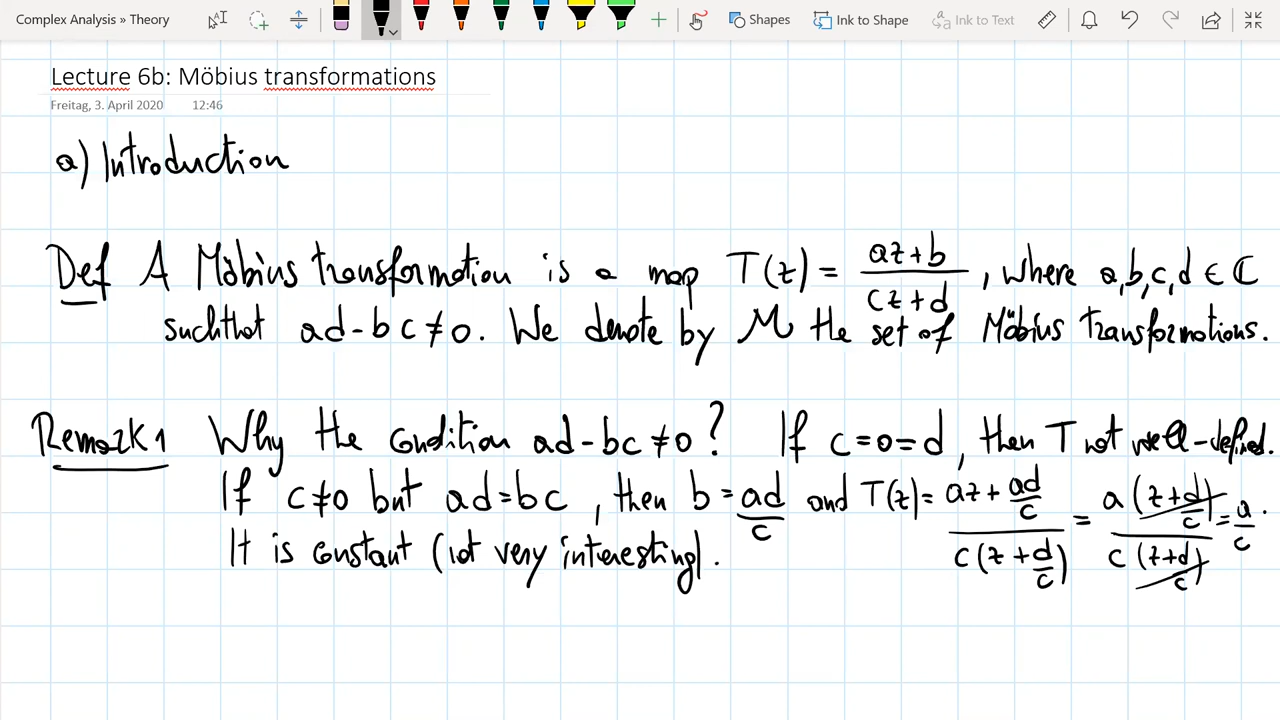 Complex Analysis » Theory
Shapes
Ink to Shape
Ink to Text
Lecture 6b: Möbius transformations
Freitag, 3. April 2020 12:46
a) Introduction
Def A Möbius transformation is a map T(z) = (az+b)/(cz+d), where a,b,c,d ∈ ℂ
such that ad-bc≠0. We denote by M the set of Möbius transformations.
Remark 1 Why the condition ad-bc≠0? If c=0=d, then T not well-defined.
If c≠0 but ad=bc, then b = ad/c and T(z) = (az + ad/c)/(c(z + d/c)) = (a(z+d/c))/(c(z+d/c)) = a/c.
It is constant (not very interesting).